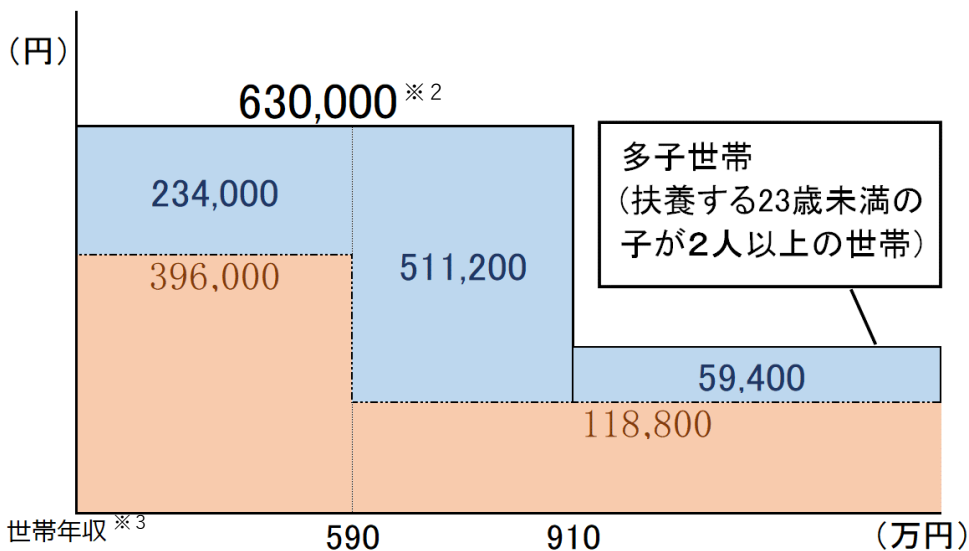 （円）
630,000※2
多子世帯
（扶養する23歳未満の
子が２人以上の世帯）
234,000
396,000
511,200
59,400
118,800
世帯年収※3
590
910
（万円）